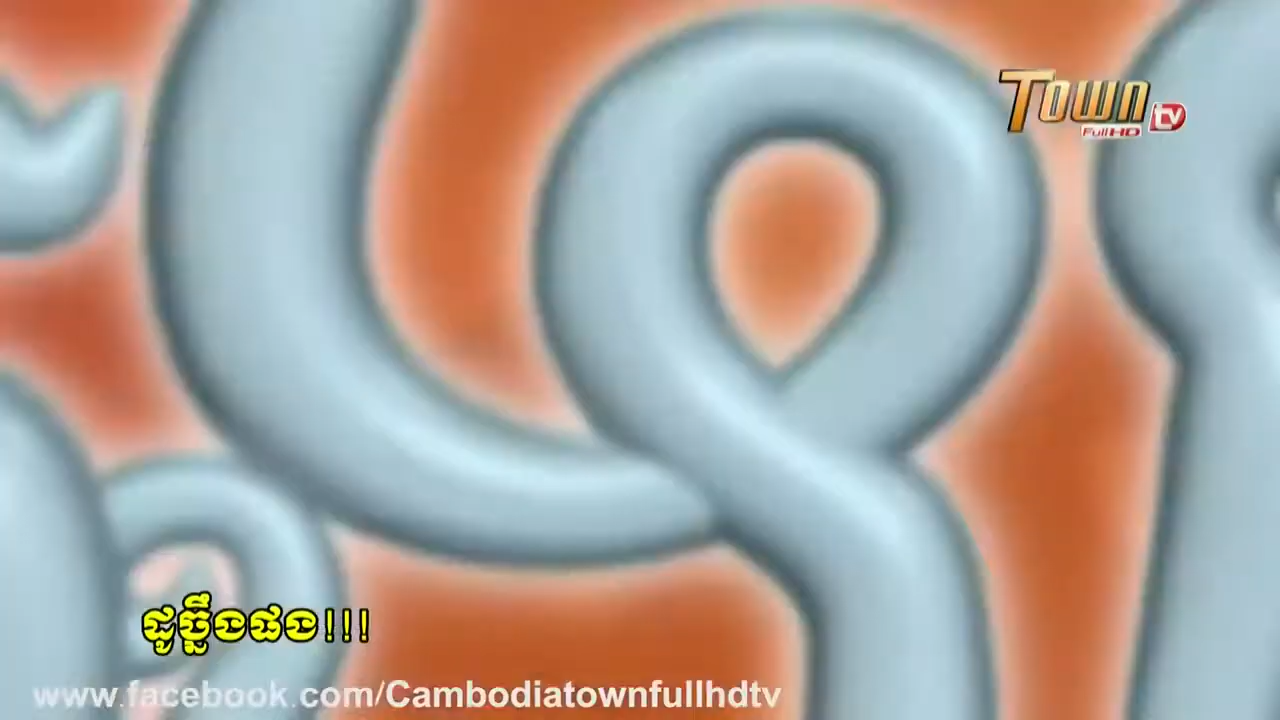 Town
FullHD tv
ដូច្នឹងផង!!!
www.facebook.com/Cambodiatownfullhdtv